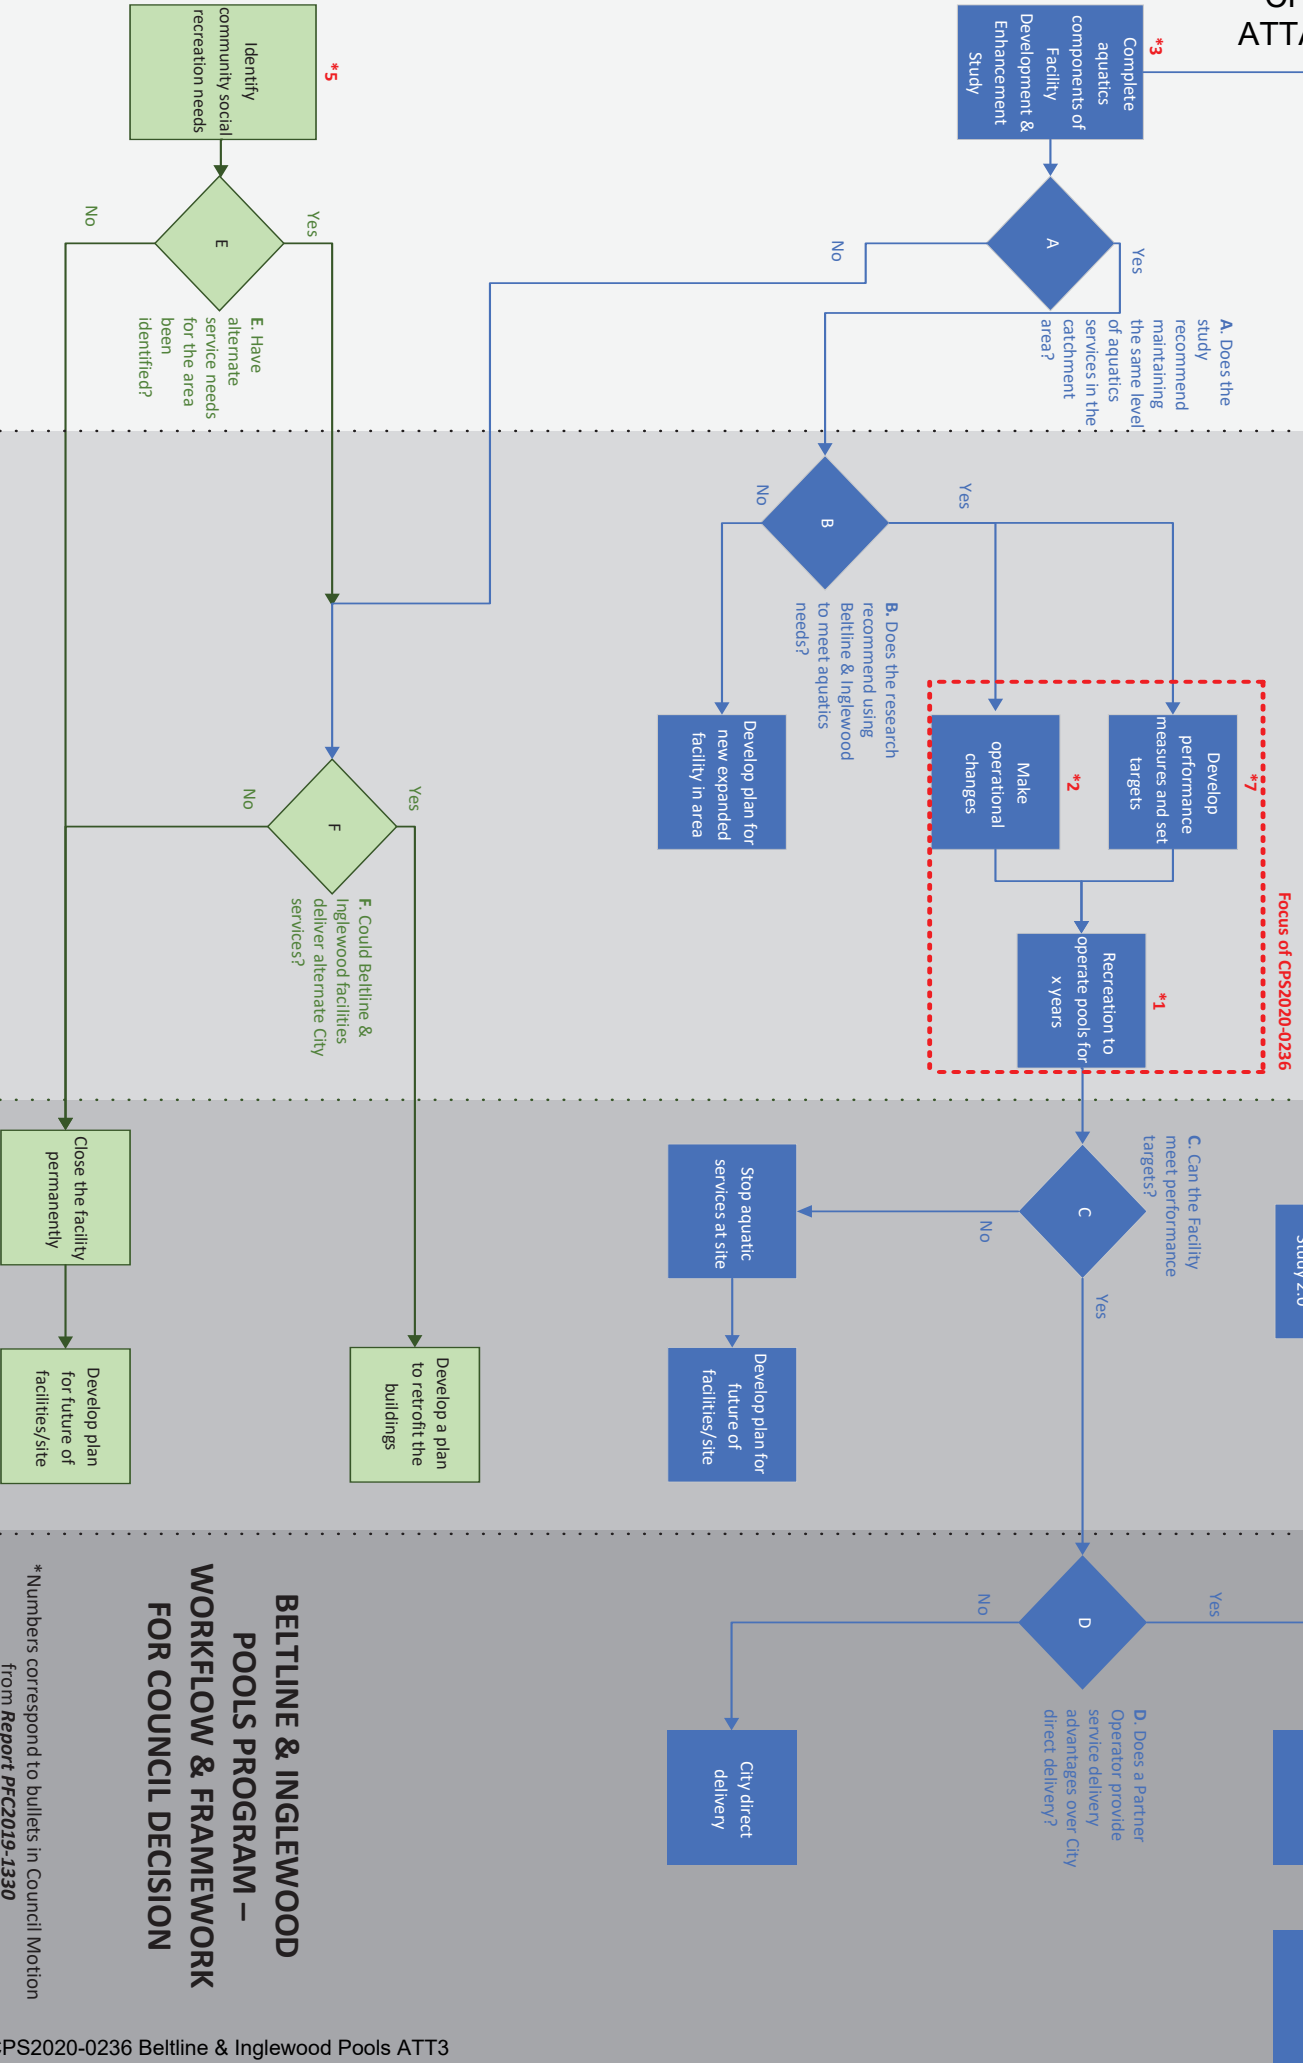 ATTA
*3
Complete
aquatics
components of
Facility
Development &
Enhancement
Study
A
Yes
No
A. Does the
study
recommend
maintaining
the same level
of aquatics
services in the
catchment
area?
*5
Identify
community social
recreation needs
E
Yes
No
E. Have
alternate
service needs
for the area
been
identified?
B
Yes
No
B. Does the research
recommend using
Beltline & Inglewood
to meet aquatics
needs?
Focus of CPS2020-0236
*7
Develop
performance
measures and set
targets
*2
Make
operational
changes
*1
Recreation to
operate pools for
x years
Develop plan for
new expanded
facility in area
F
Yes
No
F. Could Beltline &
Inglewood facilities
deliver alternate City
services?
Study 2.0
C. Can the Facility
meet performance
targets?
C
Yes
No
Stop aquatic
services at site
Develop plan for
future of
facilities/site
Develop a plan
to retrofit the
buildings
Close the facility
permanently
Develop plan
for future of
facilities/site
D
Yes
No
D. Does a Partner
Operator provide
service delivery
advantages over City
direct delivery?
City direct
delivery
BELTLINE & INGLEWOOD
POOLS PROGRAM –
WORKFLOW & FRAMEWORK
FOR COUNCIL DECISION
*Numbers correspond to bullets in Council Motion
from Report PFC2019-1330
CPS2020-0236 Beltline & Inglewood Pools ATT3